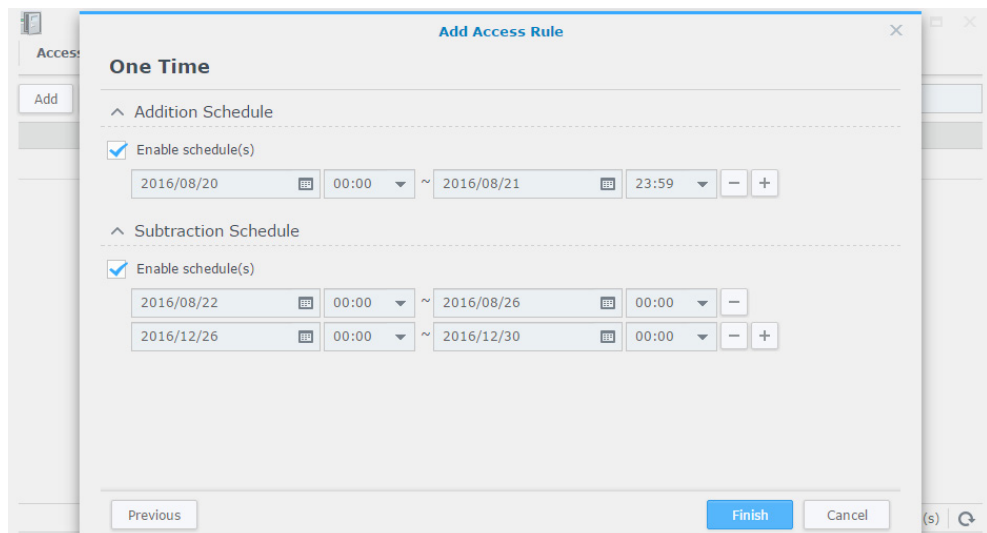 Add Access Rule
Access
One Time
Add
Addition Schedule
Enable schedule(s)
2016/08/20 00:00 ~ 2016/08/21 23:59
Subtraction Schedule
Enable schedule(s)
2016/08/22 00:00 ~ 2016/08/26 00:00
2016/12/26 00:00 ~ 2016/12/30 00:00
Previous Finish Cancel
(s)